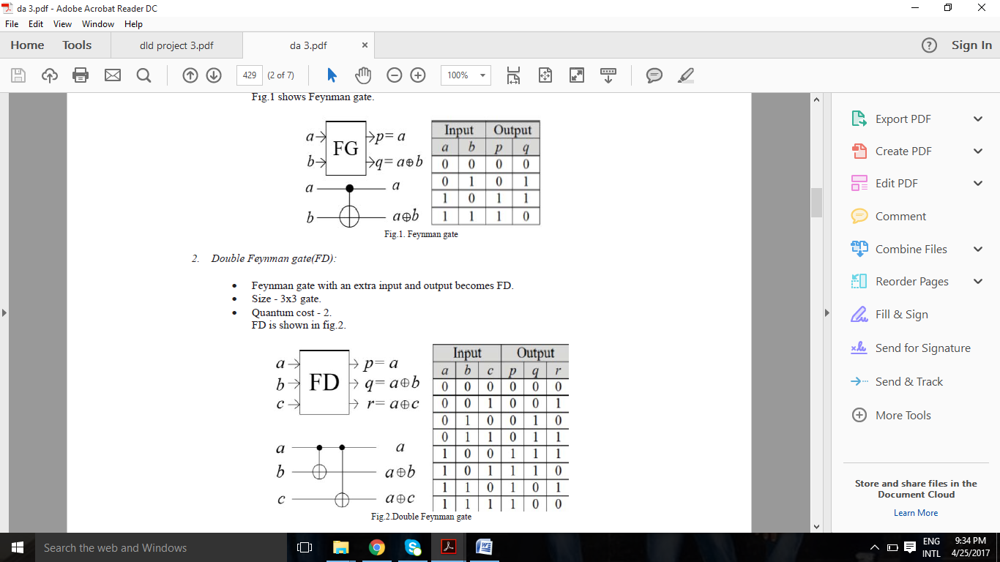 da 3.pdf - Adobe Acrobat Reader DC
File Edit View Window Help
Home Tools dld project 3.pdf da 3.pdf × ? Sign In
429 (2 of 7) 100%
Fig.1 shows Feynman gate.
a FG p= a
b q= a⊕b
a a
b a⊕b
Input Output
a b p q
0 0 0 0
0 1 0 1
1 0 1 1
1 1 1 0
Fig.1. Feynman gate
2. Double Feynman gate(FD):
• Feynman gate with an extra input and output becomes FD.
• Size - 3x3 gate.
• Quantum cost - 2.
FD is shown in fig.2.
a p= a
b FD q= a⊕b
c r= a⊕c
a a
b a⊕b
c a⊕c
Input Output
a b c p q r
0 0 0 0 0 0
0 0 1 0 0 1
0 1 0 0 1 0
0 1 1 0 1 1
1 0 0 1 1 1
1 0 1 1 1 0
1 1 0 1 0 1
1 1 1 1 0 0
Fig.2.Double Feynman gate
Export PDF
Create PDF
Edit PDF
Comment
Combine Files
Reorder Pages
Fill & Sign
Send for Signature
Send & Track
More Tools
Store and share files in the
Document Cloud
Learn More
Search the web and Windows
ENG
INTL
9:34 PM
4/25/2017